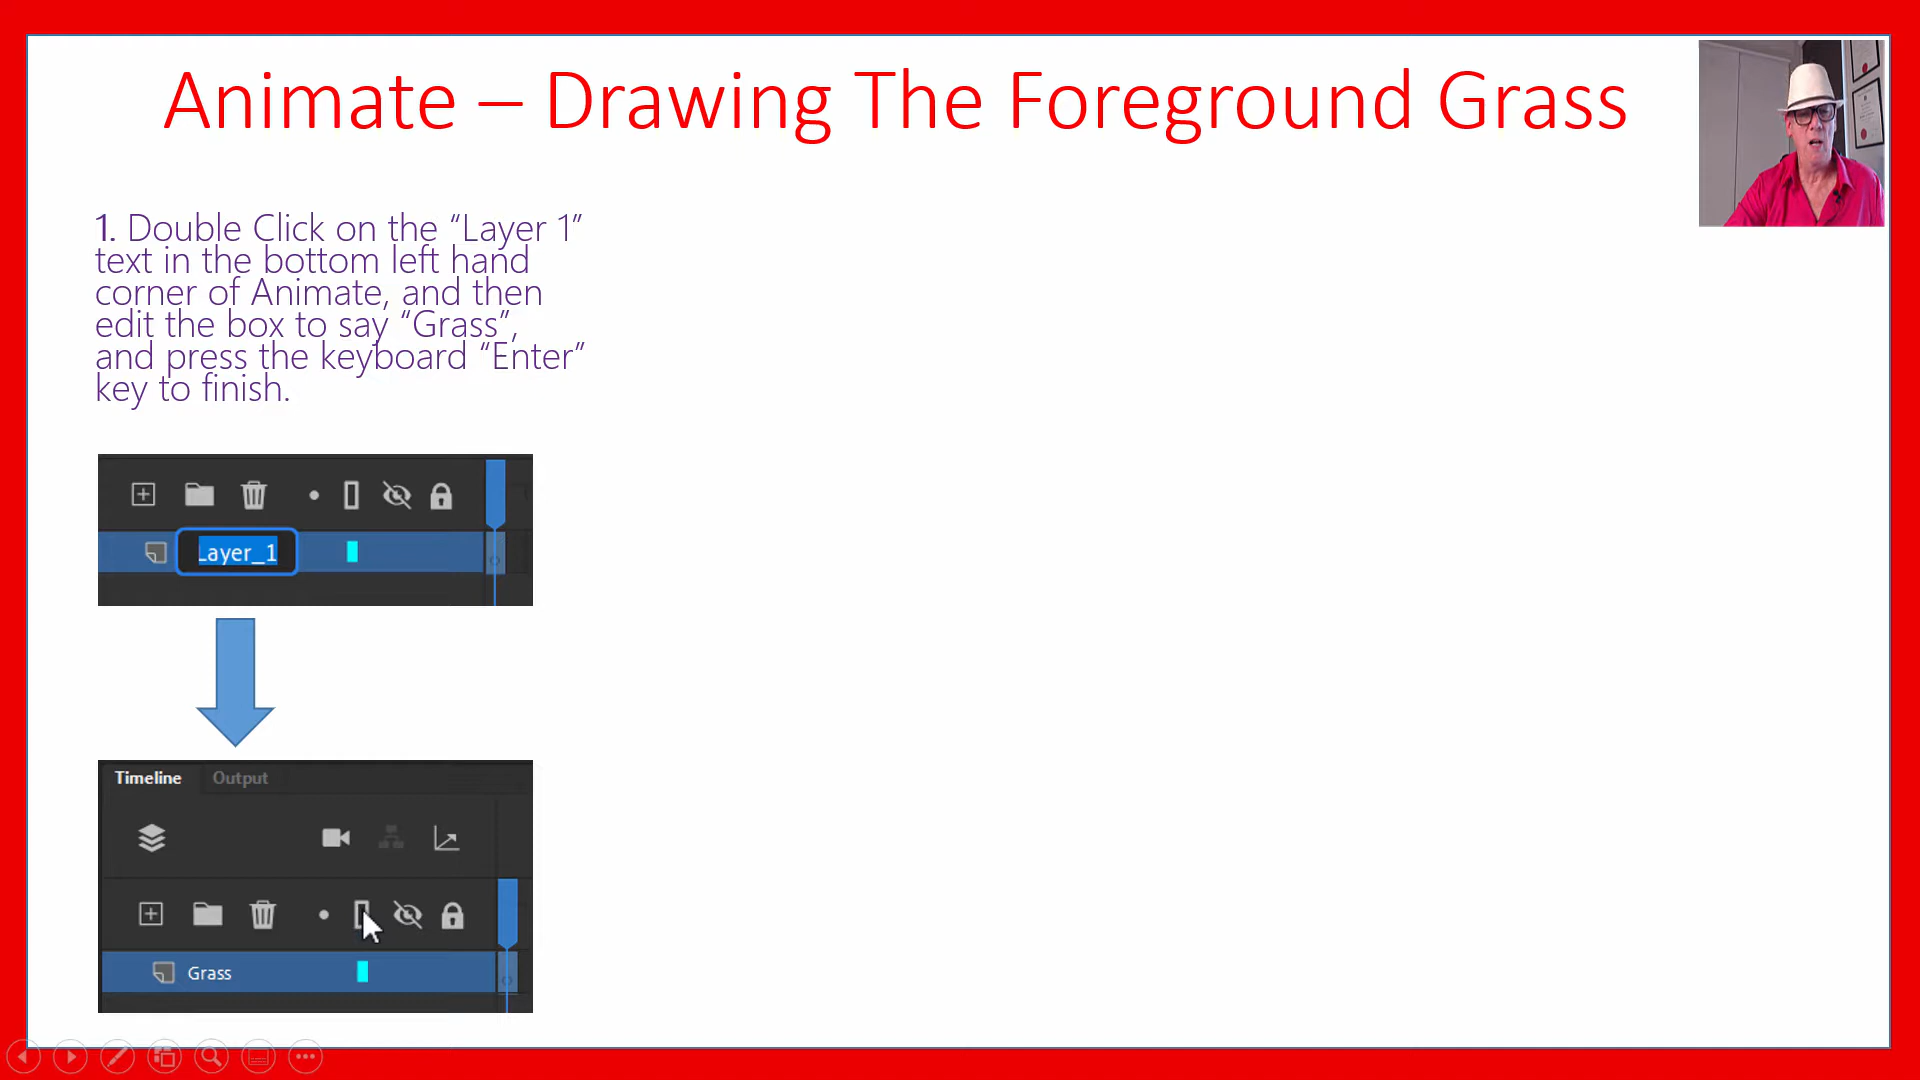 Animate – Drawing The Foreground Grass
1. Double Click on the “Layer 1”
text in the bottom left hand
corner of Animate, and then
edit the box to say “Grass”,
and press the keyboard “Enter”
key to finish.
Layer_1
Timeline Output
Grass